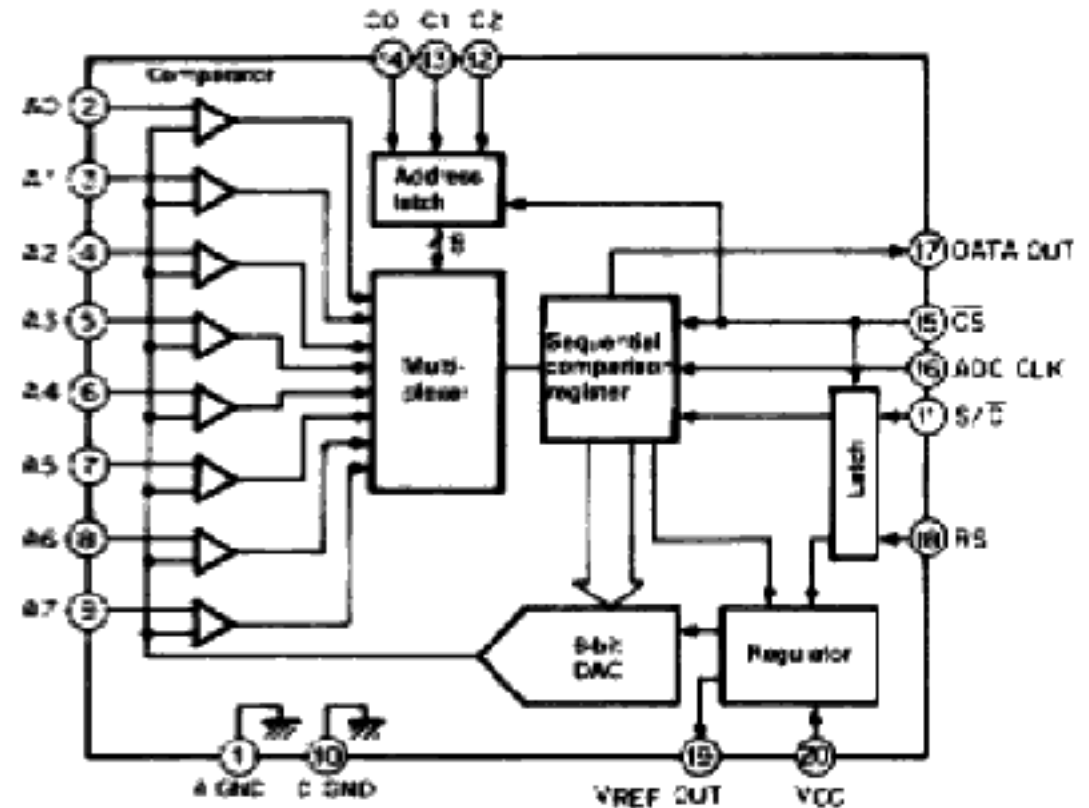 C0 C1 C2
14 13 12
Comparator
A0 2
A1 3
A2 4
A3 5
A4 6
A5 7
A6 8
A7 9
Address
latch
8
Multi-
plexer
Sequential
comparison
register
17 DATA OUT
15 CS
16 ADC CLK
11 S/C
Latch
18 RS
8-bit
DAC
Regulator
1 10 19 20
A GND D GND VREF OUT VCC